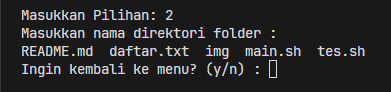 Masukkan Pilihan: 2
Masukkan nama direktori folder :
README.md  daftar.txt  img  main.sh  tes.sh
Ingin kembali ke menu? (y/n) :